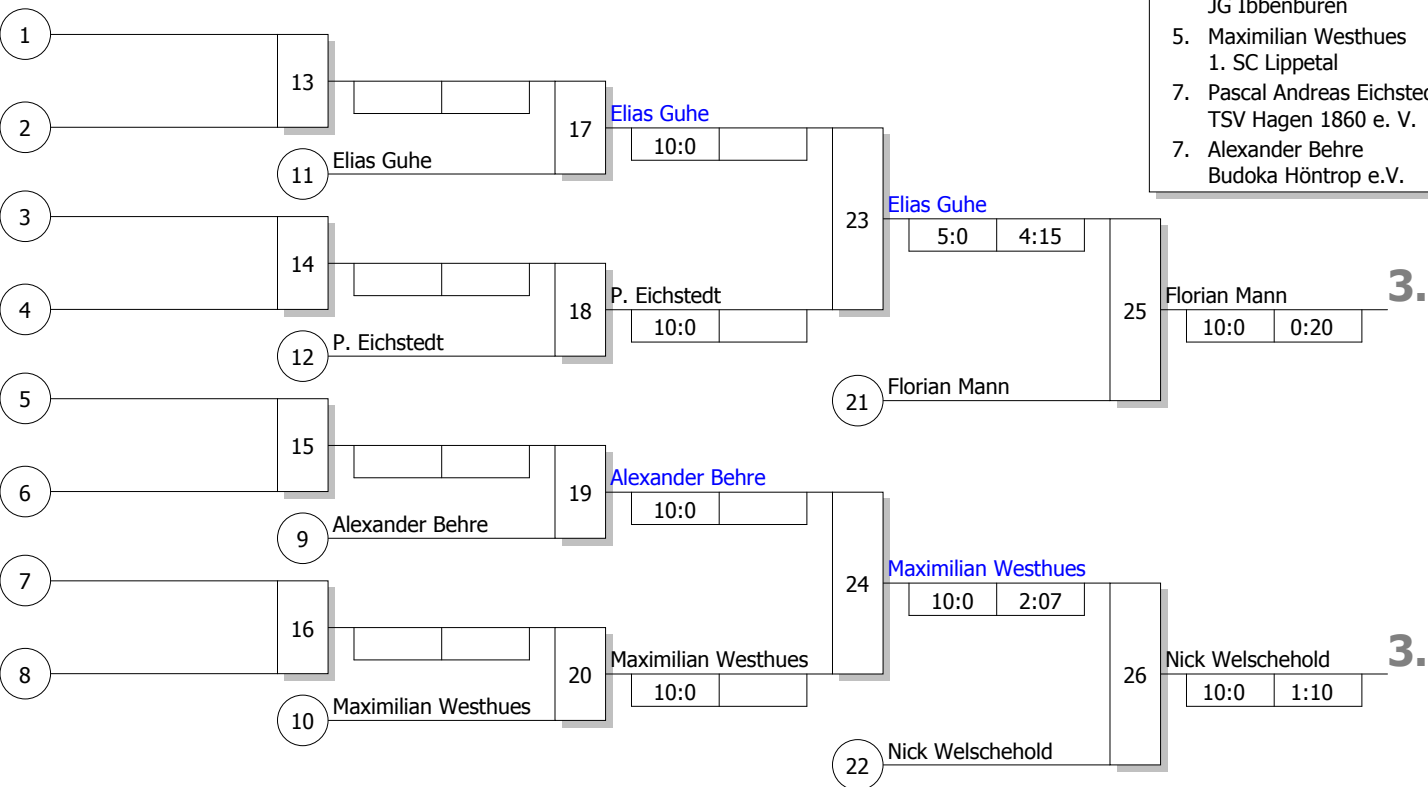 JG Ibbenbüren
5. Maximilian Westhues
1. SC Lippetal
7. Pascal Andreas
TSV Hagen 1860 e. V.
7. Alexander Behre
Budoka Höntrop e.V.
1
13
2
17
Elias Guhe
10:0
11
Elias Guhe
3
23
Elias Guhe
5:0 4:15
14
4
18
P. Eichstedt
10:0
12
P. Eichstedt
25
Florian Mann
3.
10:0 0:20
5
21
Florian Mann
15
6
19
Alexander Behre
10:0
9
Alexander Behre
7
24
Maximilian Westhues
10:0 2:07
16
8
20
Maximilian Westhues
10:0
10
Maximilian Westhues
26
Nick Welschehold
3.
10:0 1:10
22
Nick Welschehold